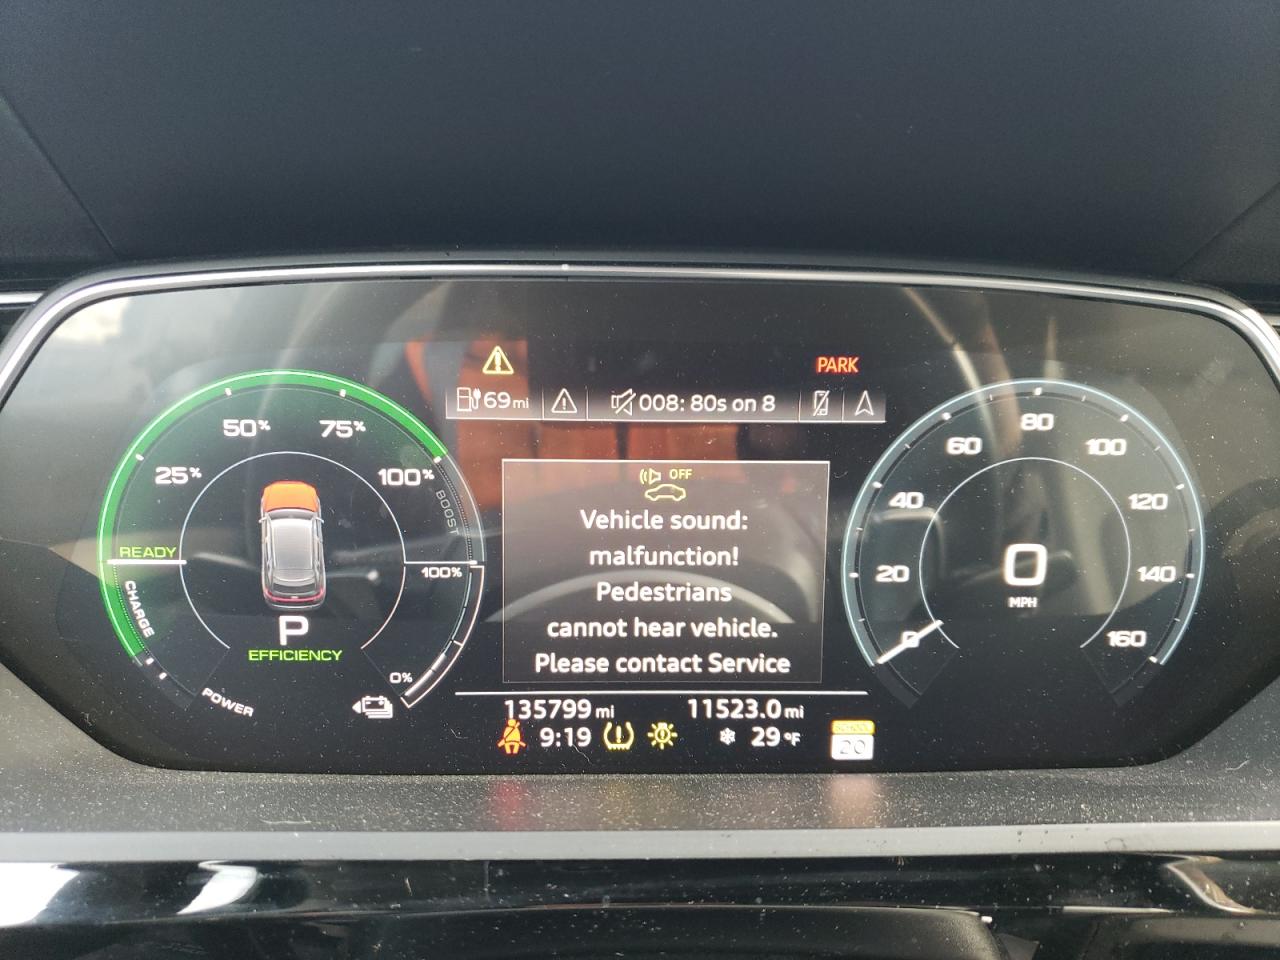 PARK
69 mi
008: 80s on 8
50%
75%
25%
100%
BOOST
READY
100%
CHARGE
P
EFFICIENCY
0%
POWER
OFF
Vehicle sound:
malfunction!
Pedestrians
cannot hear vehicle.
Please contact Service
80
60
100
40
120
20
0
140
MPH
0
160
135799 mi
11523.0 mi
9:19
29 °F
20